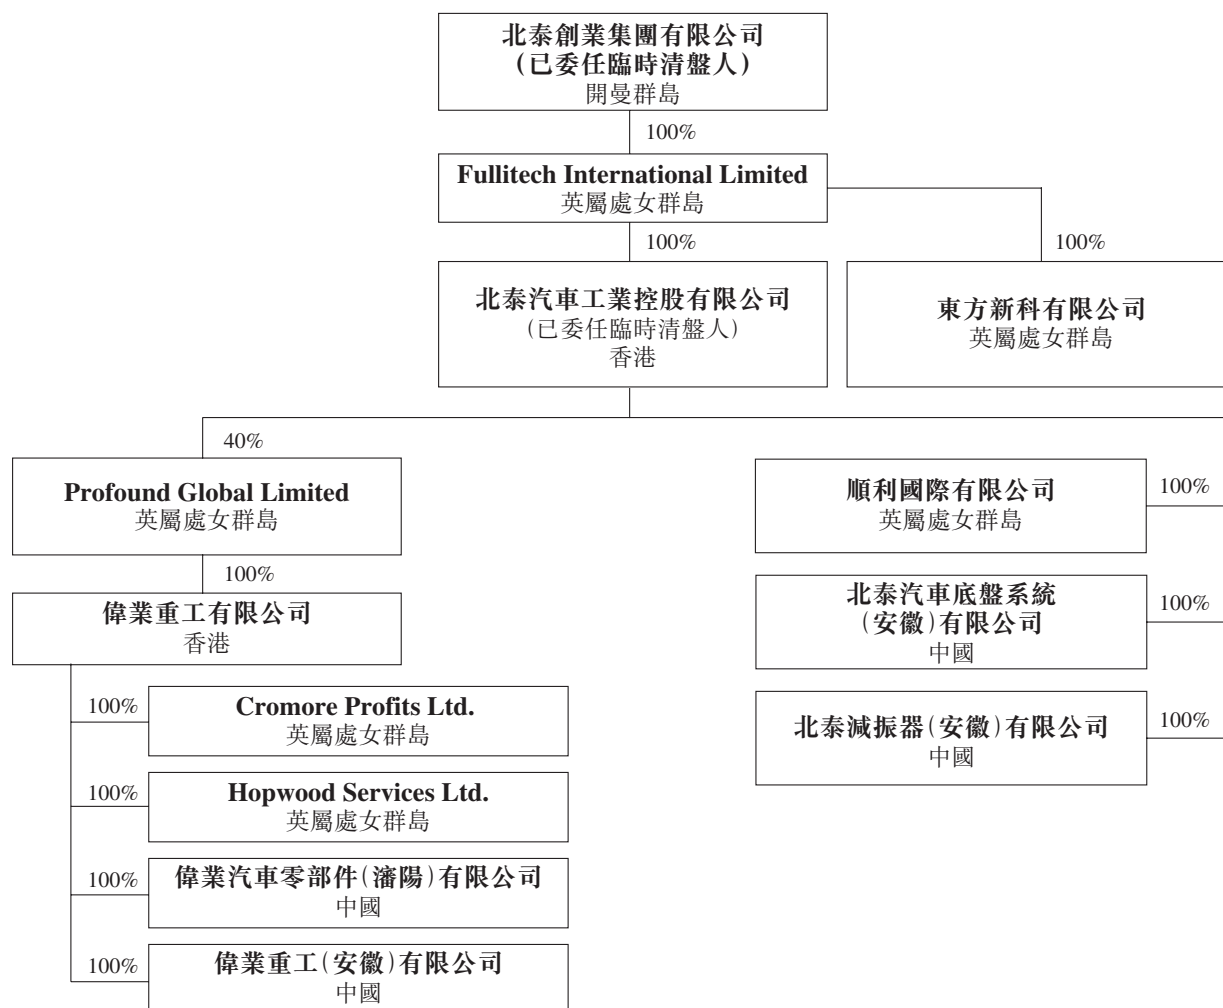 北泰創業集團有限公司
(已委任臨時清盤人)
開曼群島
100%
Fullitech International Limited
英屬處女群島
100%
100%
北泰汽車工業控股有限公司
(已委任臨時清盤人)
香港
東方新科有限公司
英屬處女群島
40%
Profound Global Limited
英屬處女群島
順利國際有限公司
英屬處女群島
100%
100%
偉業重工有限公司
香港
北泰汽車底盤系統
(安徽)有限公司
中國
100%
100%
Cromore Profits Ltd.
英屬處女群島
北泰減振器(安徽)有限公司
中國
100%
100%
Hopwood Services Ltd.
英屬處女群島
100%
偉業汽車零部件(瀋陽)有限公司
中國
100%
偉業重工(安徽)有限公司
中國